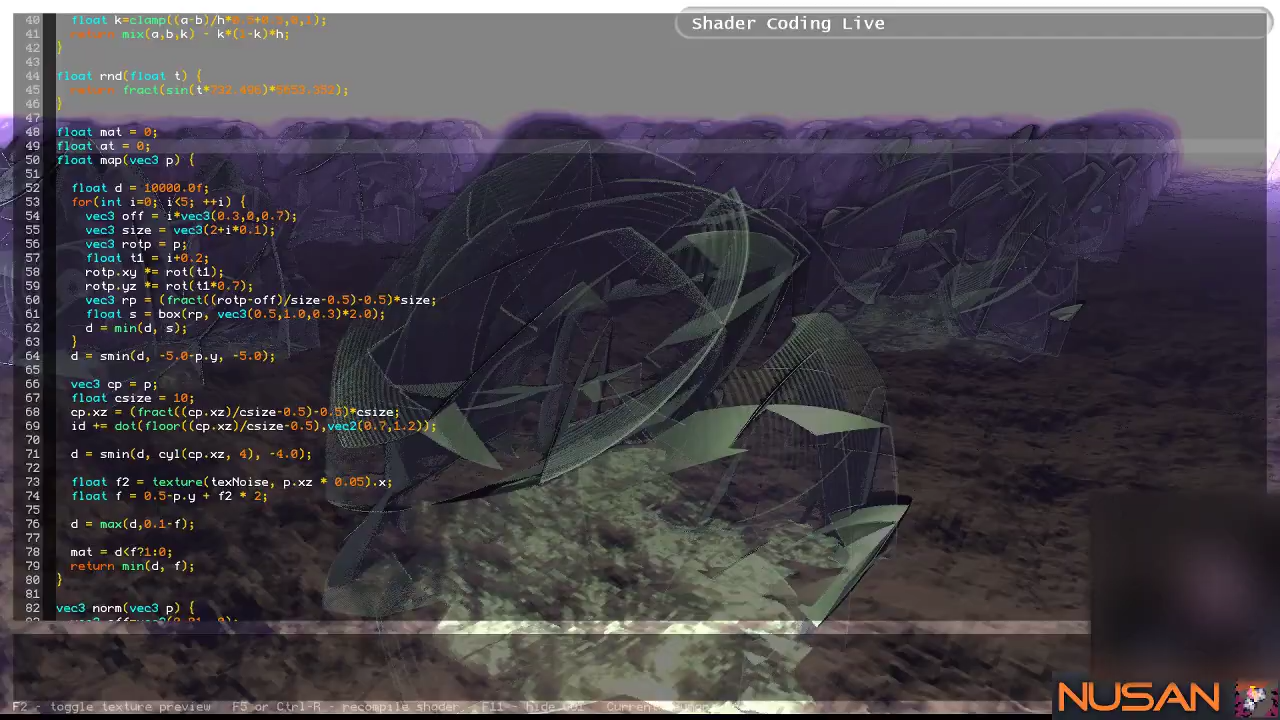 Shader Coding Live
40 float k=clamp((a-b)/h*0.5+0.5,0,1);
41 return mix(a,b,k) - k*(1-k)*h;
42 }
43
44 float rnd(float t) {
45 return fract(sin(t*732.496)*5653.352);
46 }
47
48 float mat = 0;
49 float at = 0;
50 float map(vec3 p) {
51
52 float d = 10000.0f;
53 for(int i=0; i<5; ++i) {
54 vec3 off = i*vec3(0.3,0,0.7);
55 vec3 size = vec3(2+i*0.1);
56 vec3 rotp = p;
57 float t1 = i+0.2;
58 rotp.xy *= rot(t1);
59 rotp.yz *= rot(t1*0.7);
60 vec3 rp = (fract((rotp-off)/size-0.5)-0.5)*size;
61 float s = box(rp, vec3(0.5,1.0,0.3)*2.0);
62 d = min(d, s);
63 }
64 d = smin(d, -5.0-p.y, -5.0);
65
66 vec3 cp = p;
67 float csize = 10;
68 cp.xz = (fract((cp.xz)/csize-0.5)-0.5)*csize;
69 id += dot(floor((cp.xz)/csize-0.5),vec2(0.7,1.2));
70
71 d = smin(d, cyl(cp.xz, 4), -4.0);
72
73 float f2 = texture(texNoise, p.xz * 0.05).x;
74 float f = 0.5-p.y + f2 * 2;
75
76 d = max(d,0.1-f);
77
78 mat = d<f?1:0;
79 return min(d, f);
80 }
81
82 vec3 norm(vec3 p) {
F2 - toggle texture preview F5 or Ctrl-R - recompile shader F11 - hide GUI
NUSAN